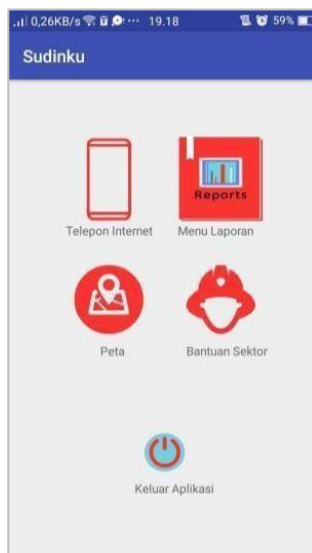 0,26KB/s ... 19.18 59%
Sudinku
Reports
Telepon Internet Menu Laporan
Peta Bantuan Sektor
Keluar Aplikasi